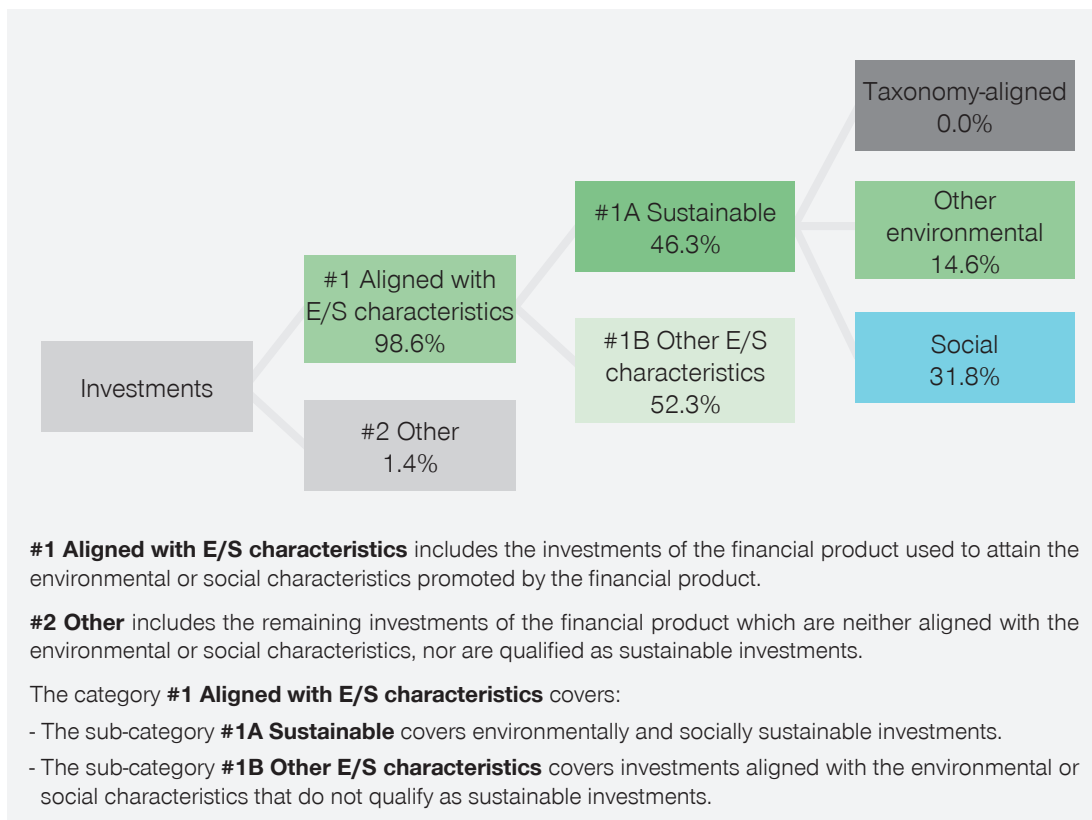 Taxonomy-aligned
0.0%
#1A Sustainable
46.3%
Other
environmental
14.6%
#1 Aligned with
E/S characteristics
98.6%
#1B Other E/S
characteristics
52.3%
Social
31.8%
Investments
#2 Other
1.4%
#1 Aligned with E/S characteristics includes the investments of the financial product used to attain the
environmental or social characteristics promoted by the financial product.
#2 Other includes the remaining investments of the financial product which are neither aligned with the
environmental or social characteristics, nor are qualified as sustainable investments.
The category #1 Aligned with E/S characteristics covers:
- The sub-category #1A Sustainable covers environmentally and socially sustainable investments.
- The sub-category #1B Other E/S characteristics covers investments aligned with the environmental or
social characteristics that do not qualify as sustainable investments.